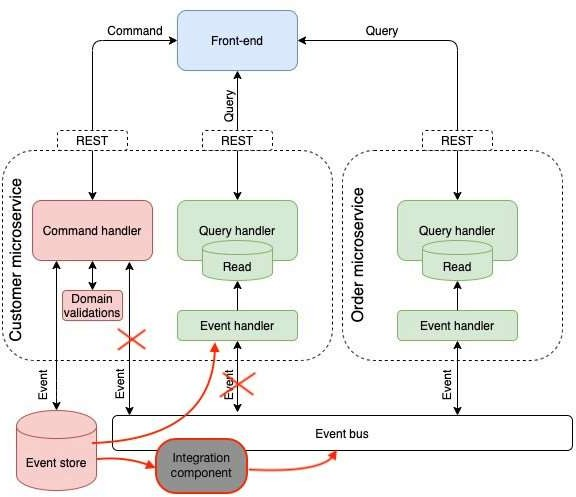 Command
Front-end
Query
Query
REST
REST
REST
Customer microservice
Command handler
Query handler
Read
Order microservice
Query handler
Read
Domain
validations
Event handler
Event handler
Event
Event
Event
Event
Event store
Event bus
Integration
component